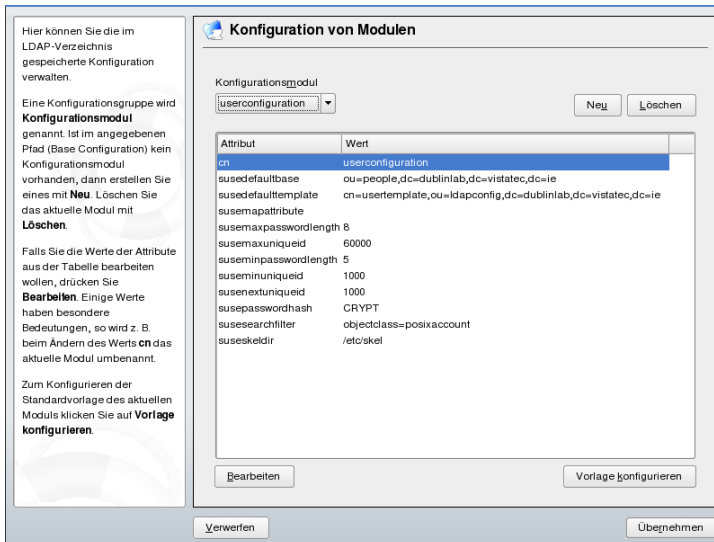 Hier können Sie die im
LDAP-Verzeichnis
gespeicherte Konfiguration
verwalten.
Eine Konfigurationsgruppe wird
Konfigurationsmodul
genannt. Ist im angegebenen
Pfad (Base Configuration) kein
Konfigurationsmodul
vorhanden, dann erstellen Sie
eines mit Neu. Löschen Sie
das aktuelle Modul mit
Löschen.
Falls Sie die Werte der Attribute
aus der Tabelle bearbeiten
wollen, drücken Sie
Bearbeiten. Einige Werte
haben besondere
Bedeutungen, so wird z. B.
beim Ändern des Werts cn das
aktuelle Modul umbenannt.
Zum Konfigurieren der
Standardvorlage des aktuellen
Moduls klicken Sie auf Vorlage
konfigurieren.
Konfiguration von Modulen
Konfigurationsmodul
userconfiguration
Neu Löschen
Attribut Wert
cn userconfiguration
susedefaultbase ou=people,dc=dublinlab,dc=vistatec,dc=ie
susedefaulttemplate cn=usertemplate,ou=ldapconfig,dc=dublinlab,dc=vistatec,dc=ie
susemapattribute
susemaxpasswordlength 8
susemaxuniqueid 60000
suseminpasswordlength 5
suseminuniqueid 1000
susenextuniqueid 1000
susepasswordhash CRYPT
susesearchfilter objectclass=posixaccount
suseskeldir /etc/skel
Bearbeiten Vorlage konfigurieren
Verwerfen Übernehmen